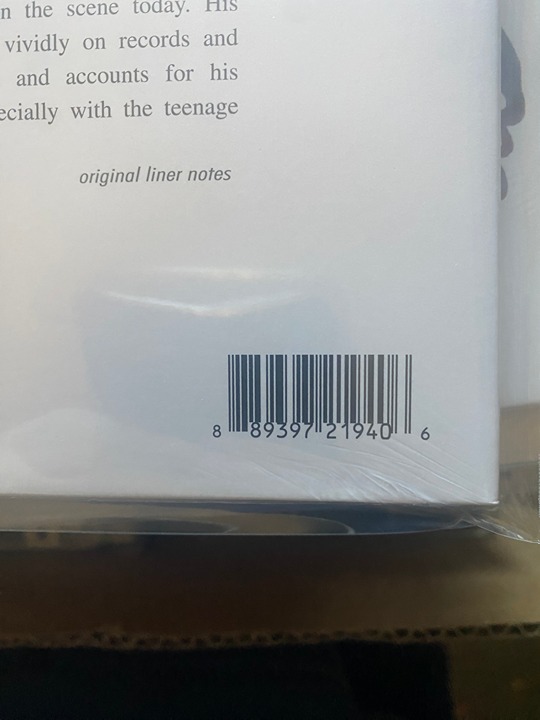 n the scene today. His
vividly on records and
and accounts for his
ecially with the teenage
original liner notes
8 89397 21940 6